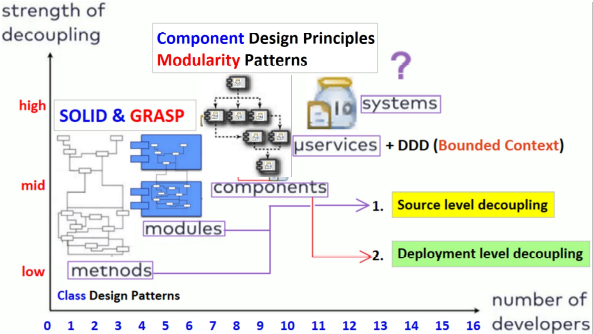 strength of
decoupling
Component Design Principles
Modularity Patterns
?
high
SOLID & GRASP
systems
µservices + DDD (Bounded Context)
mid
components
1. Source level decoupling
modules
2. Deployment level decoupling
low
methods
Class Design Patterns
0 1 2 3 4 5 6 7 8 9 10 11 12 13 14 15 16
number of
developers